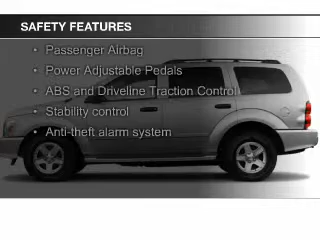 SAFETY FEATURES
• Passenger Airbag
• Power Adjustable Pedals
• ABS and Driveline Traction Control
• Stability control
• Anti-theft alarm system